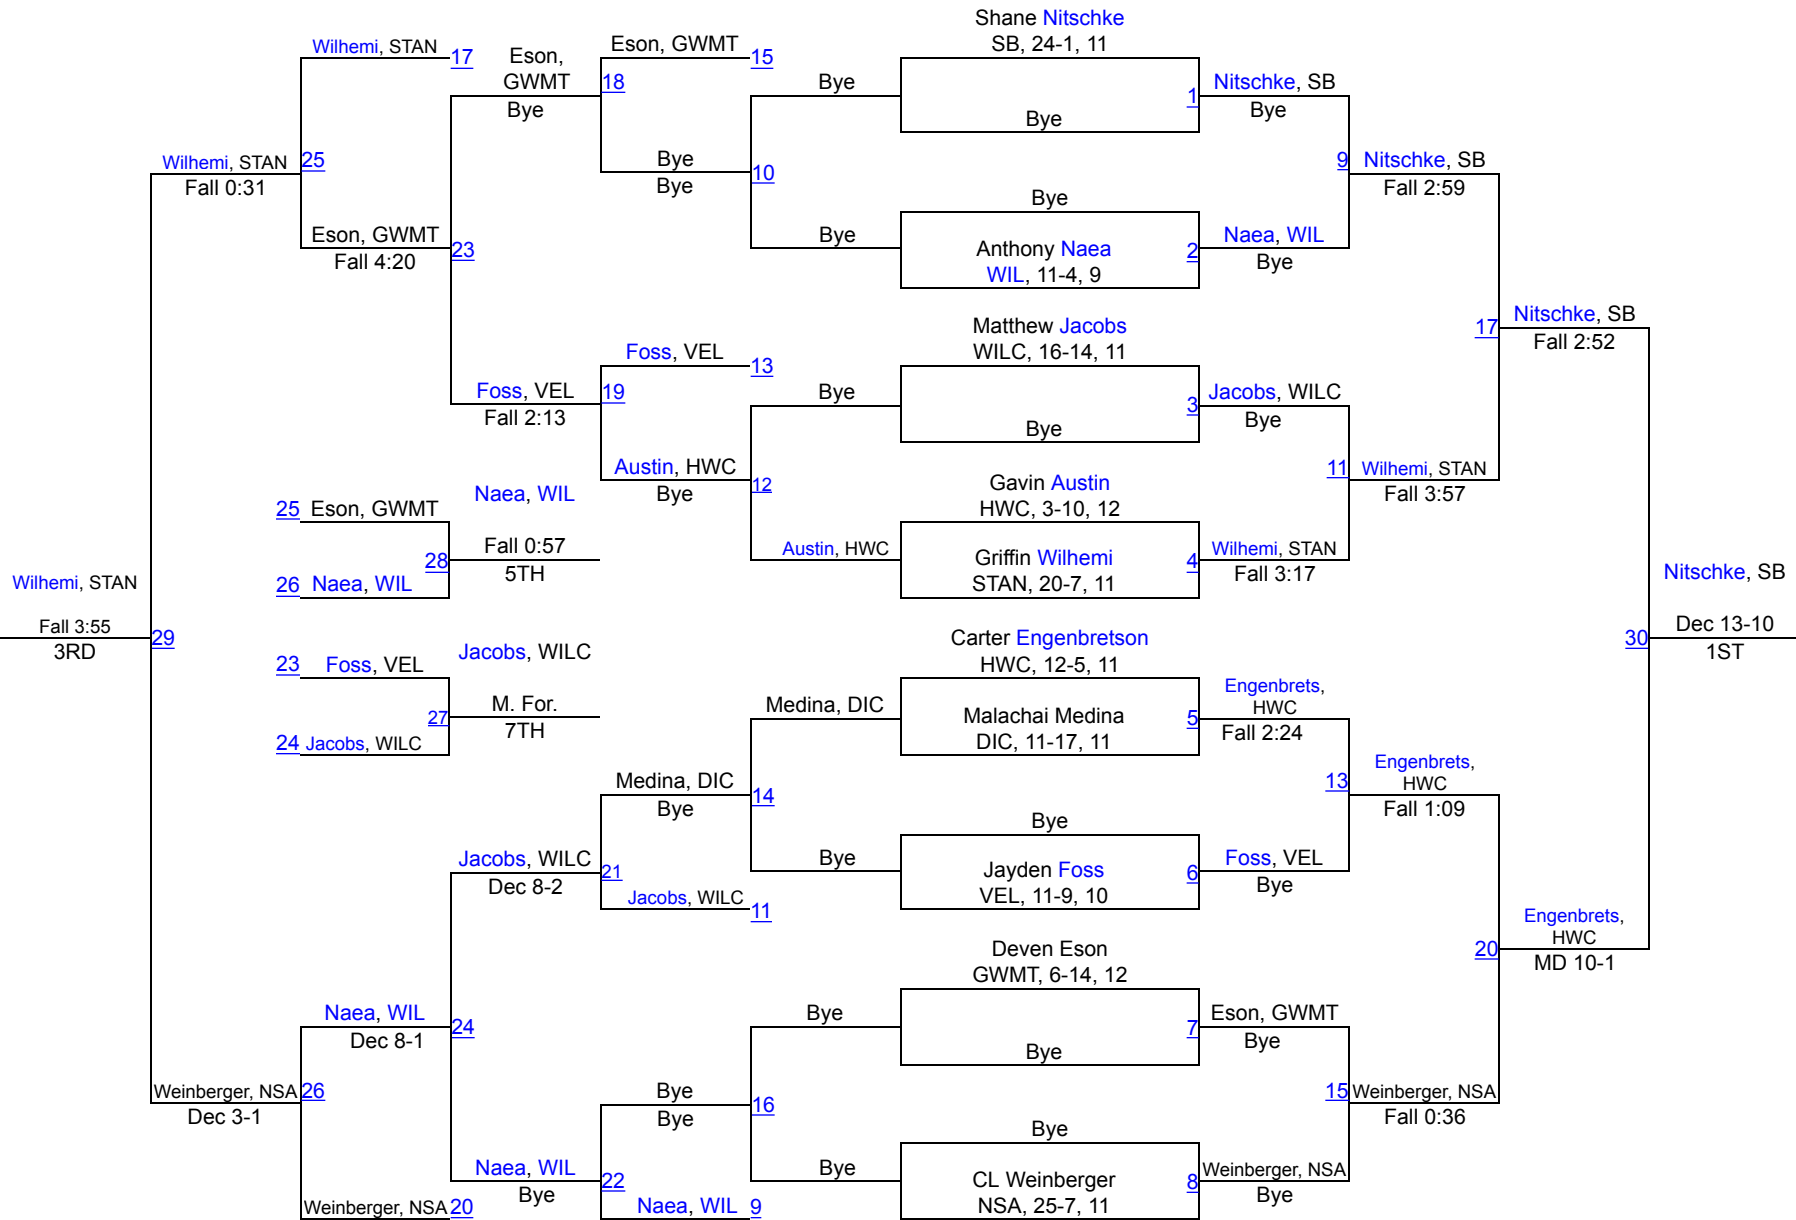 Shane Nitschke
SB, 24-1, 11
Wilhemi, STAN
17
Eson,
GWMT
Bye
Eson, GWMT
15
18
Bye
1
Nitschke, SB
Bye
Bye
Wilhemi, STAN
25
Fall 0:31
Bye
10
Bye
9
Nitschke, SB
Fall 2:59
Bye
Eson, GWMT
23
Fall 4:20
Bye
Anthony Naea
WIL, 11-4, 9
2
Naea, WIL
Bye
Matthew Jacobs
WILC, 16-14, 11
17
Nitschke, SB
Fall 2:52
Foss, VEL
13
Foss, VEL
19
Fall 2:13
Bye
3
Jacobs, WILC
Bye
Bye
Austin, HWC
12
Bye
11
Wilhemi, STAN
Fall 3:57
Gavin Austin
HWC, 3-10, 12
25
Eson, GWMT
Naea, WIL
28
Fall 0:57
5TH
26
Naea, WIL
Austin, HWC
Griffin Wilhemi
STAN, 20-7, 11
4
Wilhemi, STAN
Fall 3:17
Wilhemi, STAN
Fall 3:55
3RD
29
Nitschke, SB
30
Dec 13-10
1ST
Carter Engenbretson
HWC, 12-5, 11
23
Foss, VEL
Jacobs, WILC
27
M. For.
7TH
24
Jacobs, WILC
Medina, DIC
Malachai Medina
DIC, 11-17, 11
5
Engenbrets,
HWC
Fall 2:24
Medina, DIC
14
Bye
13
Engenbrets,
HWC
Fall 1:09
Bye
Jacobs, WILC
21
Dec 8-2
Bye
Jayden Foss
VEL, 11-9, 10
6
Foss, VEL
Bye
Jacobs, WILC
11
Deven Eson
GWMT, 6-14, 12
20
Engenbrets,
HWC
MD 10-1
Naea, WIL
24
Dec 8-1
Bye
7
Eson, GWMT
Bye
Bye
Weinberger, NSA
26
Dec 3-1
Bye
16
Bye
15
Weinberger, NSA
Fall 0:36
Bye
Naea, WIL
22
Bye
Bye
CL Weinberger
NSA, 25-7, 11
8
Weinberger, NSA
Bye
Weinberger, NSA
20
Naea, WIL
9